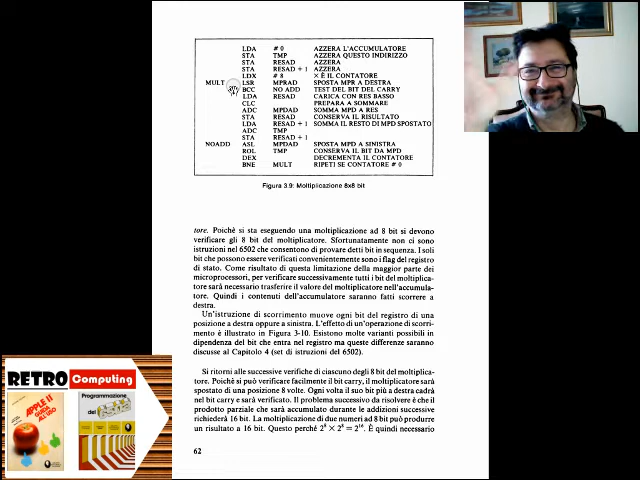 LDA # 0 AZZERA L'ACCUMULATORE
STA TMP AZZERA QUESTO INDIRIZZO
STA RESAD AZZERA
STA RESAD + 1 AZZERA
LDX # 8 × È IL CONTATORE
MULT LSR MPRAD SPOSTA MPR A DESTRA
BCC NO ADD TEST DEL BIT DEL CARRY
LDA RESAD CARICA CON RES BASSO
CLC PREPARA A SOMMARE
ADC MPDAD SOMMA MPD A RES
STA RESAD CONSERVA IL RISULTATO
LDA RESAD + 1 SOMMA IL RESTO DI MPD SPOSTATO
ADC TMP
STA RESAD + 1
NOADD ASL MPDAD SPOSTA MPD A SINISTRA
ROL TMP CONSERVA IL BIT DA MPD
DEX DECREMENTA IL CONTATORE
BNE MULT RIPETI SE CONTATORE # 0
Figura 3.9: Moltiplicazione 8x8 bit
tore. Poichè si sta eseguendo una moltiplicazione ad 8 bit si devono
verificare gli 8 bit del moltiplicatore. Sfortunatamente non ci sono
istruzioni nel 6502 che consentono di provare detti bit in sequenza. I soli
bit che possono essere verificati convenientemente sono i flag del registro
di stato. Come risultato di questa limitazione della maggior parte dei
microprocessori, per verificare successivamente tutti i bit del moltiplica-
tore sarà necessario trasferire il valore del moltiplicatore nell'accumula-
tore. Quindi i contenuti dell'accumulatore saranno fatti scorrere a
destra.
Un'istruzione di scorrimento muove ogni bit del registro di una
posizione a destra oppure a sinistra. L'effetto di un'operazione di scorri-
mento è illustrato in Figura 3-10. Esistono molte varianti possibili in
dipendenza del bit che entra nel registro ma queste differenze saranno
discusse al Capitolo 4 (set di istruzioni del 6502).
Si ritorni alle successive verifiche di ciascuno degli 8 bit del moltiplica-
tore. Poichè si può verificare facilmente il bit carry, il moltiplicatore sarà
spostato di una posizione 8 volte. Ogni volta il suo bit più a destra cadrà
nel bit carry e sarà verificato. Il problema successivo da risolvere è che il
prodotto parziale che sarà accumulato durante le addizioni successive
richiederà 16 bit. La moltiplicazione di due numeri ad 8 bit può produrre
un risultato a 16 bit. Questo perchè 2⁸ × 2⁸ = 2¹⁶. È quindi necessario
62
RETRO Computing
APPLE II
GUIDA
ALL'USO
Programmazione
del 6502